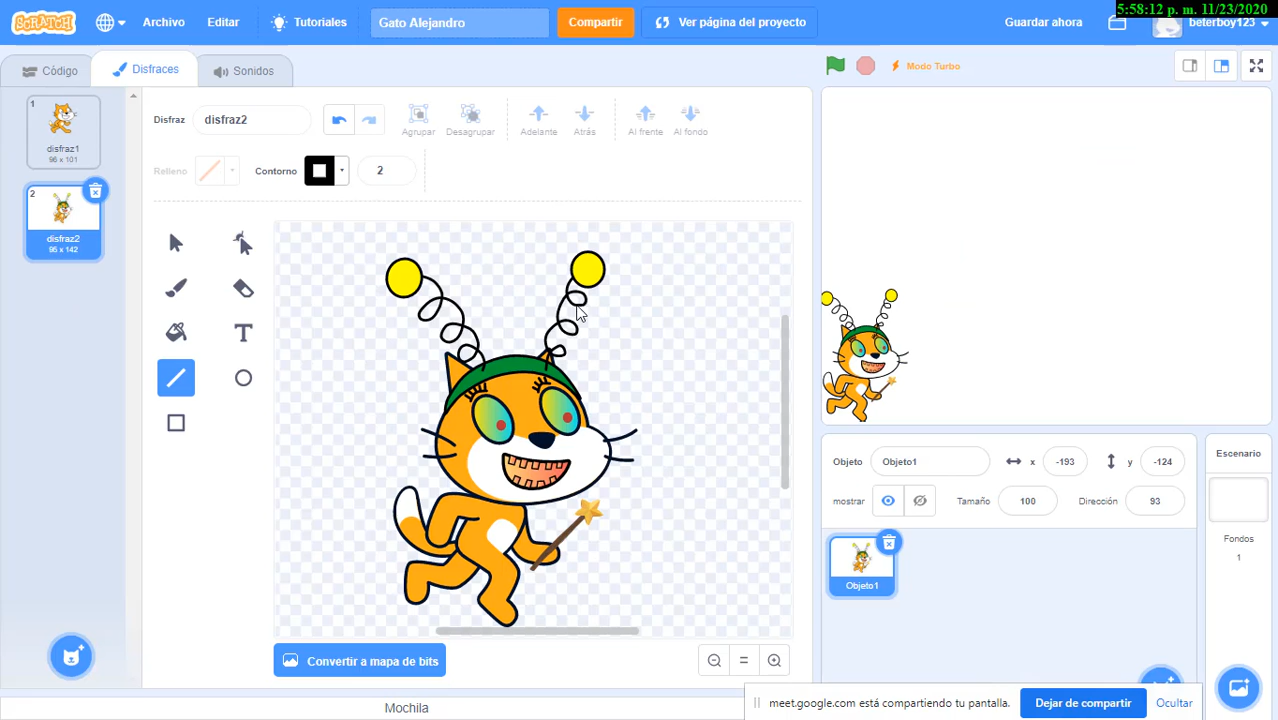 5:58:12 p. m. 11/23/2020
SCRATCH
Archivo
Editar
Tutoriales
Gato Alejandro
Compartir
Ver página del proyecto
Guardar ahora
beterboy123
Código
Disfraces
Sonidos
Modo Turbo
1
disfraz1
96 x 101
2
disfraz2
96 x 142
Disfraz
disfraz2
Agrupar
Desagrupar
Adelante
Atrás
Al frente
Al fondo
Relleno
Contorno
2
T
Convertir a mapa de bits
Objeto
Objeto1
x
-193
y
-124
mostrar
Tamaño
100
Dirección
93
Objeto1
Escenario
Fondos
1
Mochila
meet.google.com está compartiendo tu pantalla.
Dejar de compartir
Ocultar